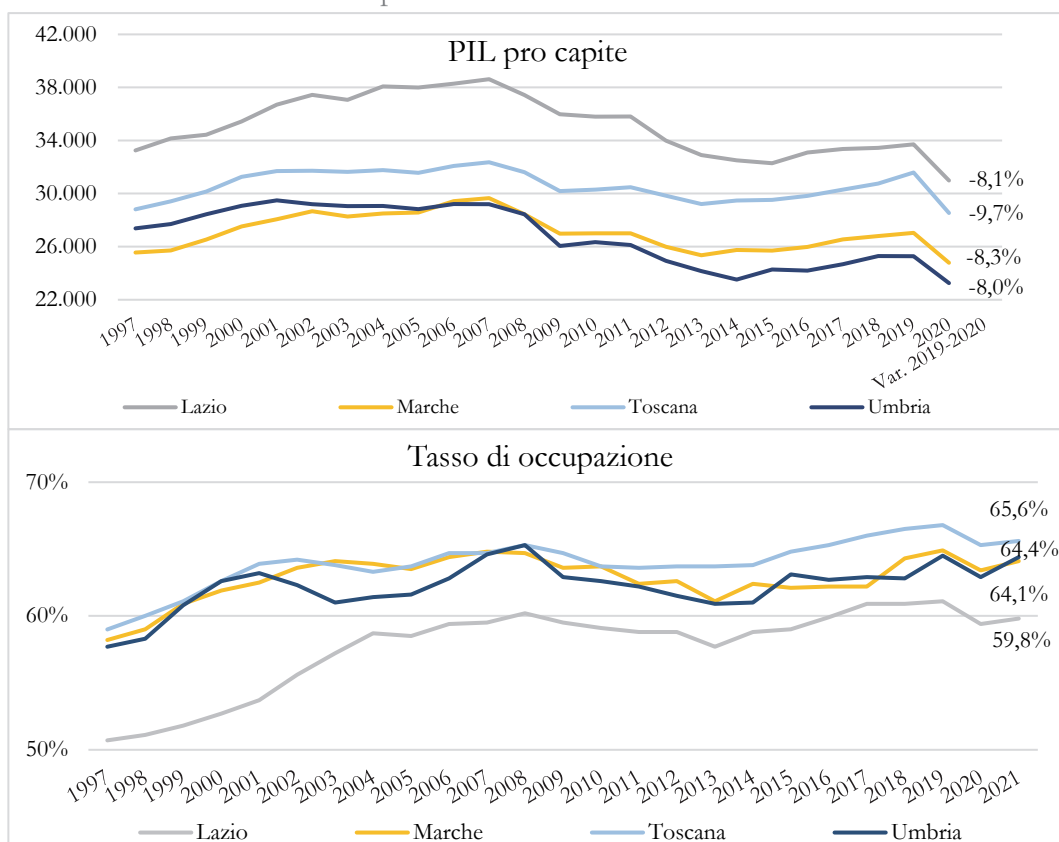 PIL pro capite
42.000
38.000
34.000
30.000
26.000
22.000
-8,1%
-9,7%
-8,3%
-8,0%
1997 1998 1999 2000 2001 2002 2003 2004 2005 2006 2007 2008 2009 2010 2011 2012 2013 2014 2015 2016 2017 2018 2019 2020 Var. 2019-2020
Lazio Marche Toscana Umbria
Tasso di occupazione
70%
60%
50%
65,6%
64,4%
64,1%
59,8%
1997 1998 1999 2000 2001 2002 2003 2004 2005 2006 2007 2008 2009 2010 2011 2012 2013 2014 2015 2016 2017 2018 2019 2020 2021
Lazio Marche Toscana Umbria